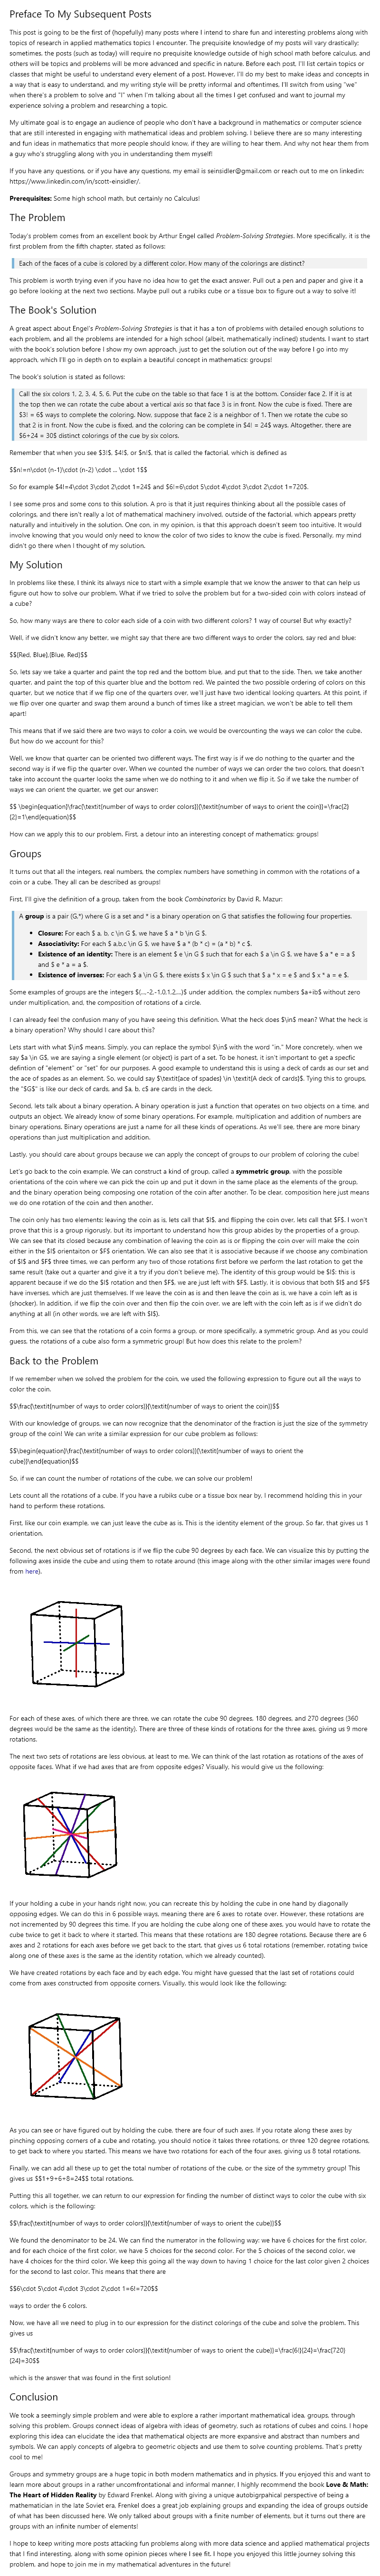 Preface To My Subsequent Posts
This post is going to be the first of (hopefully) many posts where I intend to share fun and interesting problems along with
topics of research in applied mathematics topics I encounter. The prequisite knowledge of my posts will vary drastically:
sometimes, the posts (such as today) will require no prequisite knowledge outside of high school math before calculus, and
others will be topics and problems will be more advanced and specific in nature. Before each post, I'll list certain topics or
classes that might be useful to understand every element of a post. However, I'll do my best to make ideas and concepts in
a way that is easy to understand, and my writing style will be pretty informal and oftentimes, I'll switch from using "we"
when there's a problem to solve and "I" when I'm talking about all the times I get confused and want to journal my
experience solving a problem and researching a topic.
My ultimate goal is to engage an audience of people who don't have a background in mathematics or computer science
that are still interested in engaging with mathematical ideas and problem solving. I believe there are so many interesting
and fun ideas in mathematics that more people should know, if they are willing to hear them. And why not hear them from
a guy who's struggling along with you in understanding them myself!
If you have any questions, or if you have any questions, my email is seinsidler@gmail.com or reach out to me on linkedin:
https://www.linkedin.com/in/scott-einsidler/.
Prerequisites: Some high school math, but certainly no Calculus!
The Problem
Today's problem comes from an excellent book by Arthur Engel called Problem-Solving Strategies. More specifically, it is the
first problem from the fifth chapter, stated as follows:
Each of the faces of a cube is colored by a different color. How many of the colorings are distinct?
This problem is worth trying even if you have no idea how to get the exact answer. Pull out a pen and paper and give it a
go before looking at the next two sections. Maybe pull out a rubiks cube or a tissue box to figure out a way to solve it!
The Book's Solution
A great aspect about Engel's Problem-Solving Strategies is that it has a ton of problems with detailed enough solutions to
each problem, and all the problems are intended for a high school (albeit, mathematically inclined) students. I want to start
with the book's solution before I show my own approach, just to get the solution out of the way before I go into my
approach, which I'll go in depth on to explain a beautiful concept in mathematics: groups!
The book's solution is stated as follows:
Call the six colors 1, 2, 3, 4, 5, 6. Put the cube on the table so that face 1 is at the bottom. Consider face 2. If it is at
the top then we can rotate the cube about a vertical axis so that face 3 is in front. Now the cube is fixed. There are
$3! = 6$ ways to complete the coloring. Now, suppose that face 2 is a neighbor of 1. Then we rotate the cube so
that 2 is in front. Now the cube is fixed, and the coloring can be complete in $4! = 24$ ways. Altogether, there are
$6+24 = 30$ distinct colorings of the cue by six colors.
Remember that when you see $3!$, $4!$, or $n!$, that is called the factorial, which is defined as
$$n!=n\cdot (n-1)\cdot (n-2) \cdot ... \cdot 1$$
So for example $4!=4\cdot 3\cdot 2\cdot 1=24$ and $6!=6\cdot 5\cdot 4\cdot 3\cdot 2\cdot 1=720$.
I see some pros and some cons to this solution. A pro is that it just requires thinking about all the possible cases of
colorings, and there isn't really a lot of mathematical machinery involved, outside of the factorial, which appears pretty
naturally and intuitively in the solution. One con, in my opinion, is that this approach doesn't seem too intuitive. It would
involve knowing that you would only need to know the color of two sides to know the cube is fixed. Personally, my mind
didn't go there when I thought of my solution.
My Solution
In problems like these, I think its always nice to start with a simple example that we know the answer to that can help us
figure out how to solve our problem. What if we tried to solve the problem but for a two-sided coin with colors instead of
a cube?
So, how many ways are there to color each side of a coin with two different colors? 1 way of course! But why exactly?
Well, if we didn't know any better, we might say that there are two different ways to order the colors, say red and blue:
$${Red, Blue},{Blue, Red}$$
So, lets say we take a quarter and paint the top red and the bottom blue, and put that to the side. Then, we take another
quarter, and paint the top of this quarter blue and the bottom red. We painted the two possible ordering of colors on this
quarter, but we notice that if we flip one of the quarters over, we'll just have two identical looking quarters. At this point, if
we flip over one quarter and swap them around a bunch of times like a street magician, we won't be able to tell them
apart!
This means that if we said there are two ways to color a coin, we would be overcounting the ways we can color the cube.
But how do we account for this?
Well, we know that quarter can be oriented two different ways. The first way is if we do nothing to the quarter and the
second way is if we flip the quarter over. When we counted the number of ways we can order the two colors, that doesn't
take into account the quarter looks the same when we do nothing to it and when we flip it. So if we take the number of
ways we can orient the quarter, we get our answer:
$$ \begin{equation}\frac{\textit{number of ways to order colors}}{\textit{number of ways to orient the coin}}=\frac{2}
{2}=1\end{equation}$$
How can we apply this to our problem. First, a detour into an interesting concept of mathematics: groups!
Groups
It turns out that all the integers, real numbers, the complex numbers have something in common with the rotations of a
coin or a cube. They all can be described as groups!
First, I'll give the definition of a group, taken from the book Combinatorics by David R. Mazur:
A group is a pair (G,*) where G is a set and * is a binary operation on G that satisfies the following four properties.
• Closure: For each $ a, b, c \in G $, we have $ a * b \in G $.
• Associativity: For each $ a,b,c \in G $, we have $ a * (b * c) = (a * b) * c $.
• Existence of an identity: There is an element $ e \in G $ such that for each $ a \in G $, we have $ a * e = a $
and $ e * a = a $.
• Existence of inverses: For each $ a \in G $, there exists $ x \in G $ such that $ a * x = e $ and $ x * a = e $.
Some examples of groups are the integers ${...,-2,-1,0,1,2,...}$ under addition, the complex numbers $a+ib$ without zero
under multiplication, and, the composition of rotations of a circle.
I can already feel the confusion many of you have seeing this definition. What the heck does $\in$ mean? What the heck is
a binary operation? Why should I care about this?
Lets start with what $\in$ means. Simply, you can replace the symbol $\in$ with the word "in." More concretely, when we
say $a \in G$, we are saying a single element (or object) is part of a set. To be honest, it isn't important to get a specific
definition of "element" or "set" for our purposes. A good example to understand this is using a deck of cards as our set and
the ace of spades as an element. So, we could say $\textit{ace of spades} \in \textit{A deck of cards}$. Tying this to groups,
the "$G$" is like our deck of cards, and $a, b, c$ are cards in the deck.
Second, lets talk about a binary operation. A binary operation is just a function that operates on two objects on a time, and
outputs an object. We already know of some binary operations. For example, multiplication and addition of numbers are
binary operations. Binary operations are just a name for all these kinds of operations. As we'll see, there are more binary
operations than just multiplication and addition.
Lastly, you should care about groups because we can apply the concept of groups to our problem of coloring the cube!
Let's go back to the coin example. We can construct a kind of group, called a symmetric group, with the possible
orientations of the coin where we can pick the coin up and put it down in the same place as the elements of the group,
and the binary operation being composing one rotation of the coin after another. To be clear, composition here just means
we do one rotation of the coin and then another.
The coin only has two elements: leaving the coin as is, lets call that $I$, and flipping the coin over, lets call that $F$. I won't
prove that this is a group rigorously, but its important to understand how this group abides by the properties of a group.
We can see that its closed because any combination of leaving the coin as is or flipping the coin over will make the coin
either in the $I$ orientaiton or $F$ orientation. We can also see that it is associative because if we choose any combination
of $I$ and $F$ three times, we can perform any two of those rotations first before we perform the last rotation to get the
same result (take out a quarter and give it a try if you don't believe me). The identity of this group would be $I$; this is
apparent because if we do the $I$ rotation and then $F$, we are just left with $F$. Lastly, it is obvious that both $I$ and $F$
have inverses, which are just themselves. If we leave the coin as is and then leave the coin as is, we have a coin left as is
(shocker). In addition, if we flip the coin over and then flip the coin over, we are left with the coin left as is if we didn't do
anything at all (in other words, we are left with $I$).
From this, we can see that the rotations of a coin forms a group, or more specifically, a symmetric group. And as you could
guess, the rotations of a cube also form a symmetric group! But how does this relate to the prolem?
Back to the Problem
If we remember when we solved the problem for the coin, we used the following expression to figure out all the ways to
color the coin.
$$\frac{\textit{number of ways to order colors}}{\textit{number of ways to orient the coin}}$$
With our knowledge of groups, we can now recognize that the denominator of the fraction is just the size of the symmetry
group of the coin! We can write a similar expression for our cube problem as follows:
$$\begin{equation}\frac{\textit{number of ways to order colors}}{\textit{number of ways to orient the
cube}}\end{equation}$$
So, if we can count the number of rotations of the cube, we can solve our problem!
Lets count all the rotations of the cube. If you have a rubiks cube or a tissue box near by, I recommend holding this in your
hand to perform these rotations.
First, like our coin example, we can just leave the cube as is. This is the identity element of the group. So far, that gives us 1
orientation.
Second, the next obvious set of rotations is if we flip the cube 90 degrees by each face. We can visualize this by putting the
following axes inside the cube and using them to rotate around (this image along with the other similar images were found
from here).
For each of these axes, of which there are three, we can rotate the cube 90 degrees, 180 degrees, and 270 degrees (360
degrees would be the same as the identity). There are three of these kinds of rotations for the three axes, giving us 9 more
rotations.
The next two sets of rotations are less obvious, at least to me. We can think of the last rotation as rotations of the axes of
opposite faces. What if we had axes that are from opposite edges? Visually, his would give us the following:
If your holding a cube in your hands right now, you can recreate this by holding the cube in one hand by diagonally
opposing edges. We can do this in 6 possible ways, meaning there are 6 axes to rotate over. However, these rotations are
not incremented by 90 degrees this time. If you are holding the cube along one of these axes, you would have to rotate the
cube twice to get it back to where it started. This means that these rotations are 180 degree rotations. Because there are 6
axes and 2 rotations for each axes before we get back to the start, that gives us 6 total rotations (remember, rotating twice
along one of these axes is the same as the identity rotation, which we already counted).
We have created rotations by each face and by each edge. You might have guessed that the last set of rotations could
come from axes constructed from opposite corners. Visually, this would look like the following:
As you can see or have figured out by holding the cube, there are four of such axes. If you rotate along these axes by
pinching opposing corners of a cube and rotating, you should notice it takes three rotations, or three 120 degree rotations,
to get back to where you started. This means we have two rotations for each of the four axes, giving us 8 total rotations.
Finally, we can add all these up to get the total number of rotations of the cube, or the size of the symmetry group! This
gives us $$1+9+6+8=24$$ total rotations.
Putting this all together, we can return to our expression for finding the number of distinct ways to color the cube with six
colors, which is the following:
$$\frac{\textit{number of ways to order colors}}{\textit{number of ways to orient the cube}}$$
We found the denominator to be 24. We can find the numerator in the following way: we have 6 choices for the first color,
and for each choice of the first color, we have 5 choices for the second color. For the 5 choices of the second color, we
have 4 choices for the third color. We keep this going all the way down to having 1 choice for the last color given 2 choices
for the second to last color. This means that there are
$$6\cdot 5\cdot 4\cdot 3\cdot 2\cdot 1=6!=720$$
ways to order the 6 colors.
Now, we have all we need to plug in to our expression for the distinct colorings of the cube and solve the problem. This
gives us
$$\frac{\textit{number of ways to order colors}}{\textit{number of ways to orient the cube}}=\frac{6!}{24}=\frac{720}
{24}=30$$
which is the answer that was found in the first solution!
Conclusion
We took a seemingly simple problem and were able to explore a rather important mathematical idea, groups, through
solving this problem. Groups connect ideas of algebra with ideas of geometry, such as rotations of cubes and coins. I hope
exploring this idea can elucidate the idea that mathematical objects are more expansive and abstract than numbers and
symbols. We can apply concepts of algebra to geometric objects and use them to solve counting problems. That's pretty
cool to me!
Groups and symmetry groups are a huge topic in both modern mathematics and in physics. If you enjoyed this and want to
learn more about groups in a rather uncomfrontational and informal manner, I highly recommend the book Love & Math:
The Heart of Hidden Reality by Edward Frenkel. Along with giving a unique autobigrpahical perspective of being a
mathematician in the late Soviet era, Frenkel does a great job explaining groups and expanding the idea of groups outside
of what has been discussed here. We only talked about groups with a finite number of elements, but it turns out there are
groups with an infinite number of elements!
I hope to keep writing more posts attacking fun problems along with more data science and applied mathematical projects
that I find interesting, along with some opinion pieces where I see fit. I hope you enjoyed this little journey solving this
problem, and hope to join me in my mathematical adventures in the future!